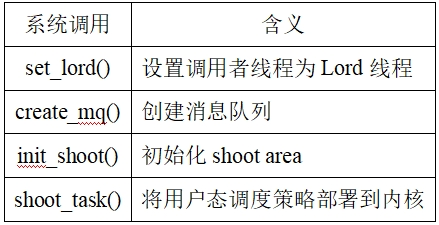 系统调用 含义
set_lord() 设置调用者线程为 Lord 线程
create_mq() 创建消息队列
init_shoot() 初始化 shoot area
shoot_task() 将用户态调度策略部署到内核